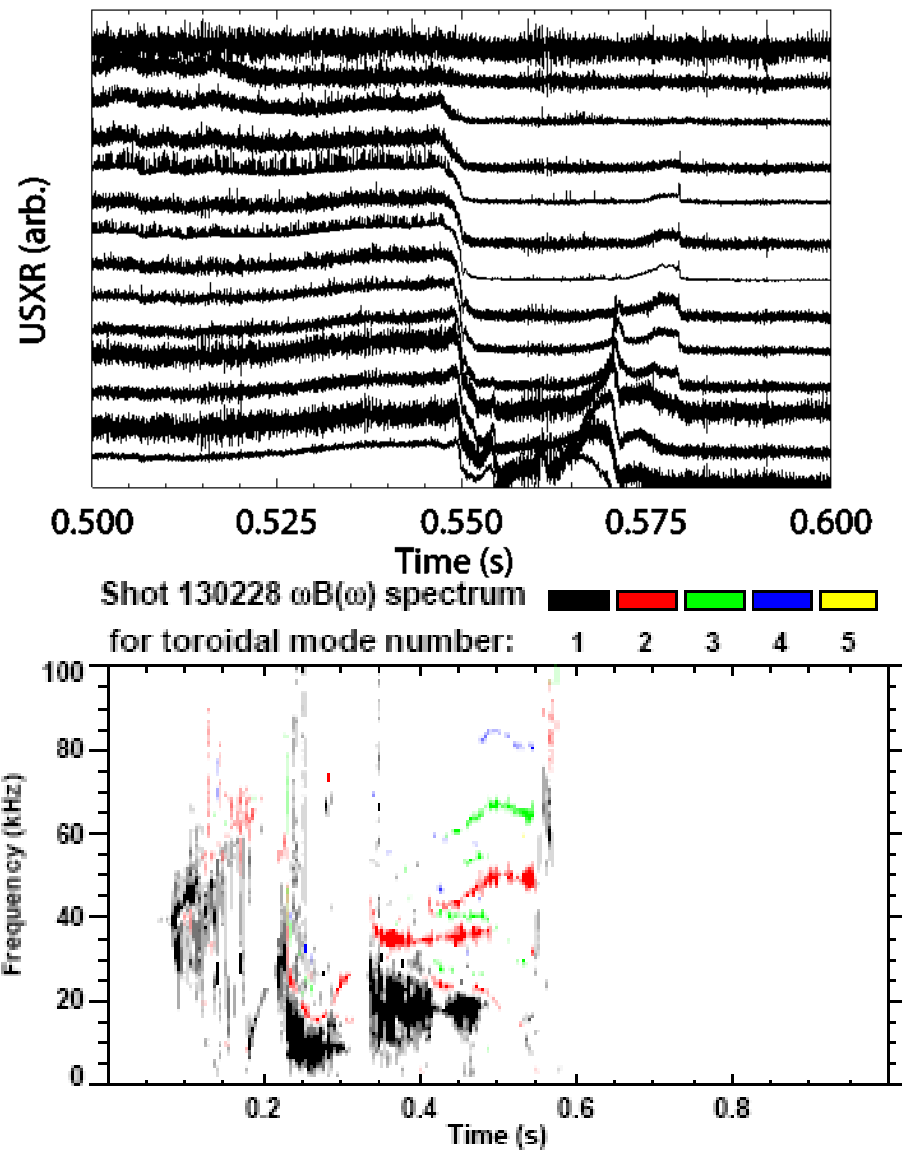 USXR (arb.)
0.500 0.525 0.550 0.575 0.600
Time (s)
Shot 130228 ωB(ω) spectrum
for toroidal mode number: 1 2 3 4 5
Frequency (kHz)
100
80
60
40
20
0
0.2 0.4 0.6 0.8
Time (s)